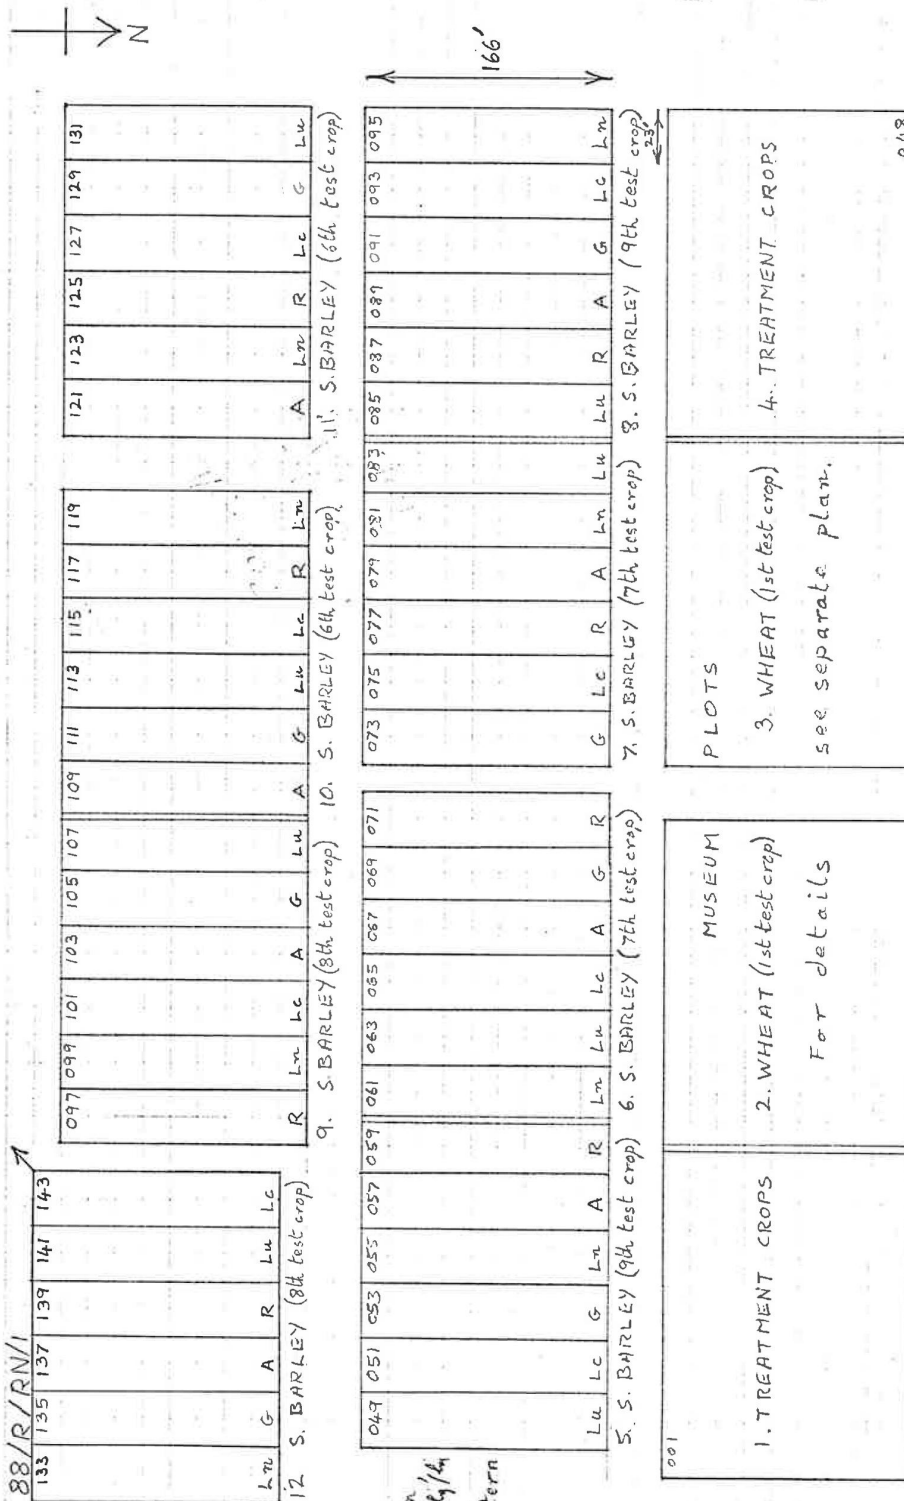 88/R/RN/1
N
133 135 137 139 141 143
Ln G A R Lu Lc
12 S. BARLEY (8th test crop)
097 099 101 103 105 107 109 111 113 115 117 119
R Ln Lc A G Lu A G Lu Lc R Ln
9. S. BARLEY (8th test crop) 10. S. BARLEY (6th test crop)
121 123 125 127 129 131
A Ln R Lc G Lu
11. S. BARLEY (6th test crop)
049 051 053 055 057 059 061 063 065 067 069 071
Lu Lc G Ln A R Ln Lu Lc A G R
5. S. BARLEY (9th test crop) 6. S. BARLEY (7th test crop)
073 075 077 079 081 083 085 087 089 091 093 095
G Lc R A Ln Lu Lu R A G Lc Ln
7. S. BARLEY (7th test crop) 8. S. BARLEY (9th test crop)
166'
23'
001
1. TREATMENT CROPS
MUSEUM PLOTS
2. WHEAT (1st test crop) 3. WHEAT (1st test crop)
For details see separate plan.
4. TREATMENT CROPS